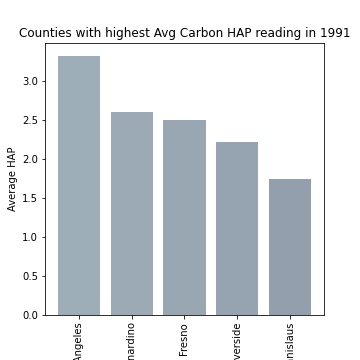 Counties with highest Avg Carbon HAP reading in 1991
Average HAP
3.0
2.5
2.0
1.5
1.0
0.5
0.0
Angeles
nardino
Fresno
verside
anislaus